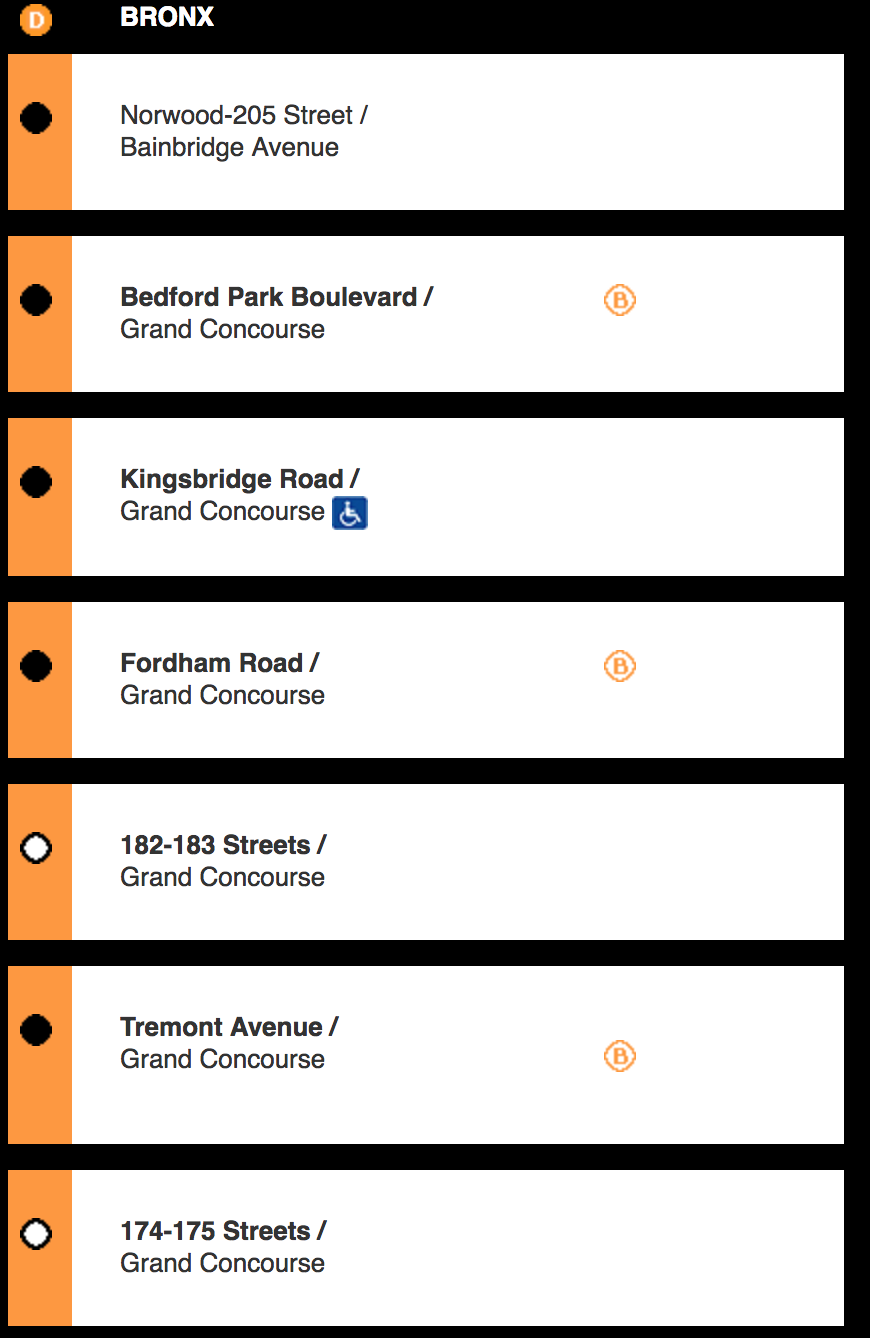 D BRONX
Norwood-205 Street /
Bainbridge Avenue
Bedford Park Boulevard / B
Grand Concourse
Kingsbridge Road /
Grand Concourse
Fordham Road / B
Grand Concourse
182-183 Streets /
Grand Concourse
Tremont Avenue /
Grand Concourse B
174-175 Streets /
Grand Concourse